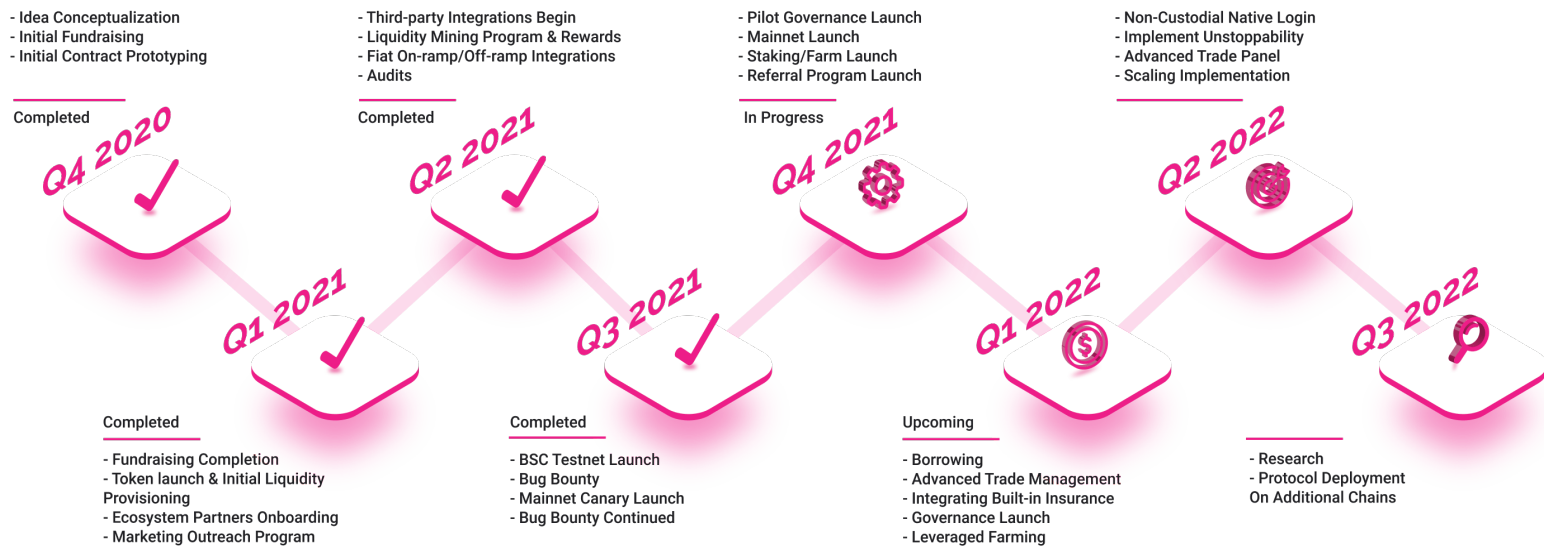 - Idea Conceptualization
- Initial Fundraising
- Initial Contract Prototyping
Completed
Q4 2020
Q1 2021
Completed
- Fundraising Completion
- Token launch & Initial Liquidity
Provisioning
- Ecosystem Partners Onboarding
- Marketing Outreach Program
- Third-party Integrations Begin
- Liquidity Mining Program & Rewards
- Fiat On-ramp/Off-ramp Integrations
- Audits
Completed
Q2 2021
Q3 2021
Completed
- BSC Testnet Launch
- Bug Bounty
- Mainnet Canary Launch
- Bug Bounty Continued
- Pilot Governance Launch
- Mainnet Launch
- Staking/Farm Launch
- Referral Program Launch
In Progress
Q4 2021
Q1 2022
$
Upcoming
- Borrowing
- Advanced Trade Management
- Integrating Built-in Insurance
- Governance Launch
- Leveraged Farming
- Non-Custodial Native Login
- Implement Unstoppability
- Advanced Trade Panel
- Scaling Implementation
Q2 2022
Q3 2022
- Research
- Protocol Deployment
On Additional Chains